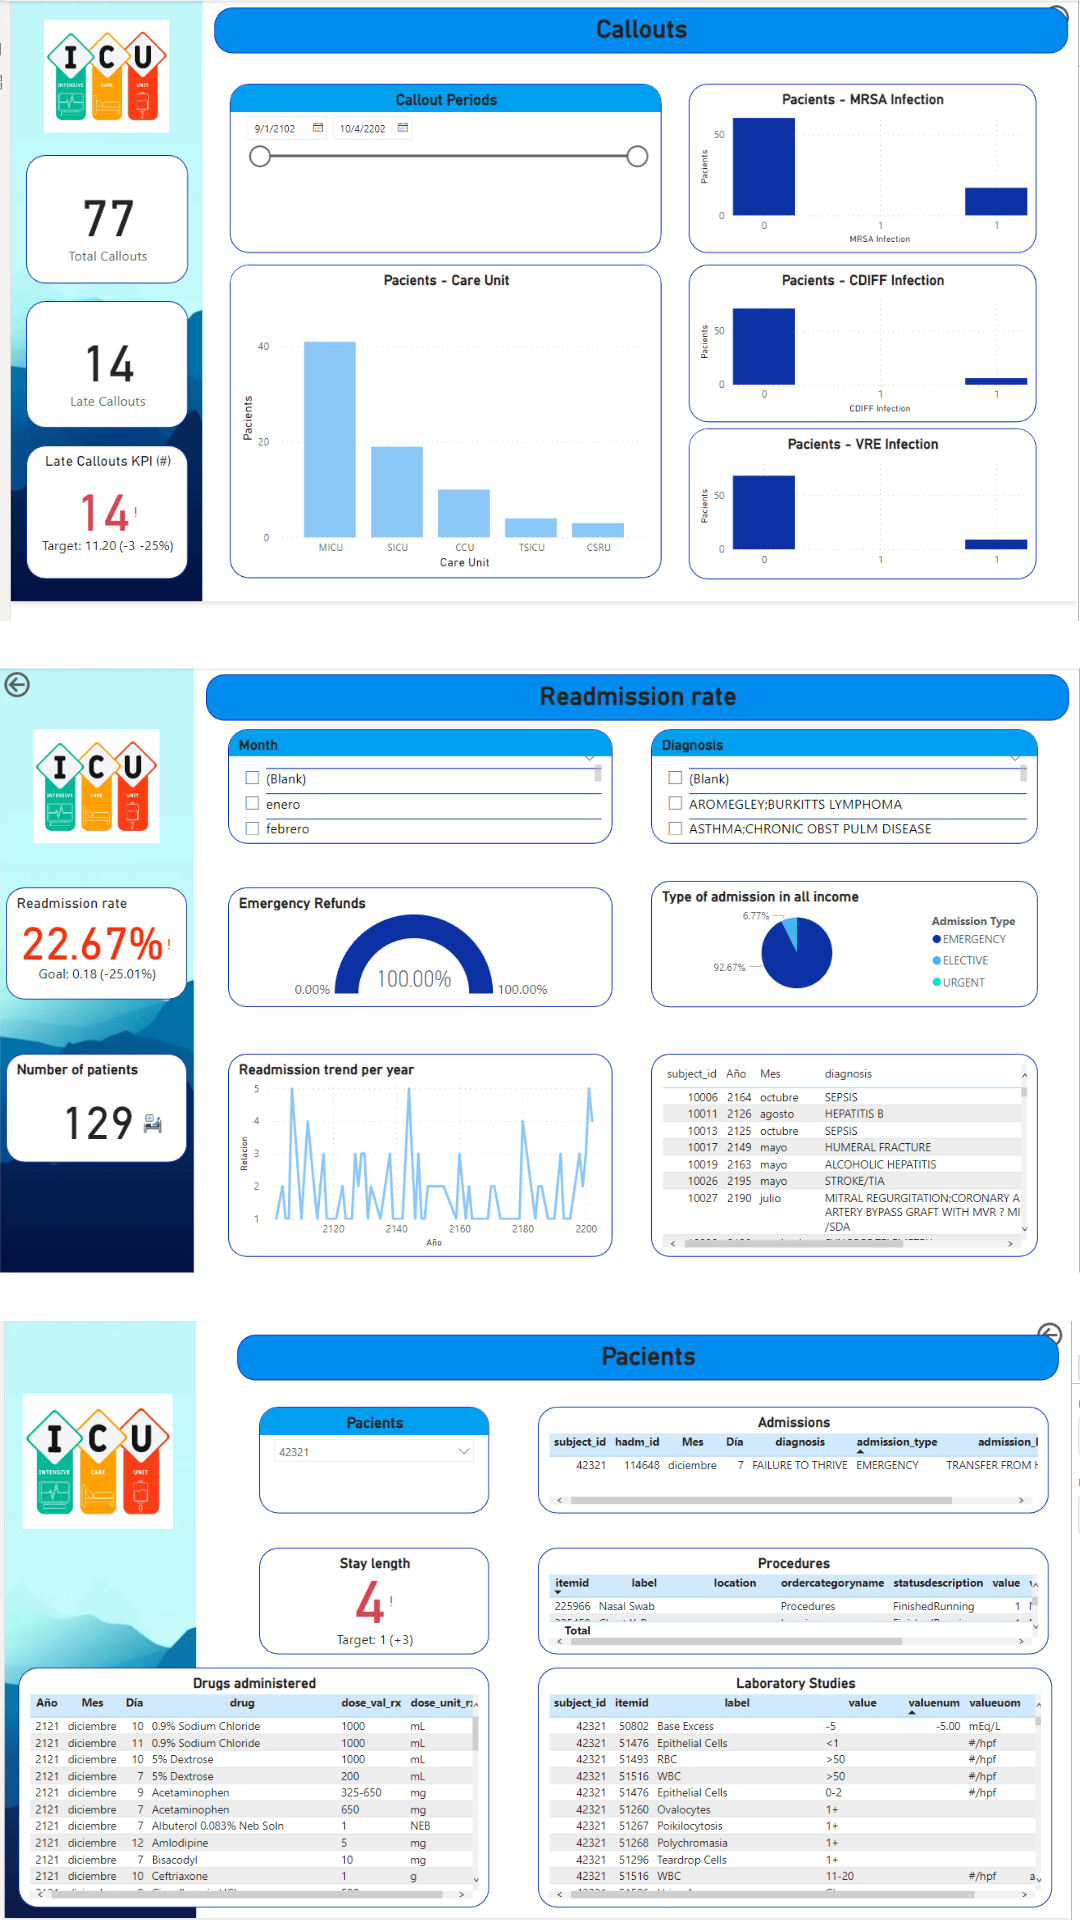 Callouts
I C U
INTENSIVE CARE UNIT
77
Total Callouts
14
Late Callouts
Late Callouts KPI (#)
14!
Target: 11.20 (-3 -25%)
Callout Periods
9/1/2102 10/4/2202
Pacients - Care Unit
Pacients
40
20
0
MICU SICU CCU TSICU CSRU
Care Unit
Pacients - MRSA Infection
Pacients
50
0
0 1 1
MRSA Infection
Pacients - CDIFF Infection
Pacients
50
0
0 1 1
CDIFF Infection
Pacients - VRE Infection
Pacients
50
0
0 1 1
Readmission rate
I C U
INTENSIVE CARE UNIT
Readmission rate
22.67%!
Goal: 0.18 (-25.01%)
Number of patients
129
Month
(Blank)
enero
febrero
Diagnosis
(Blank)
AROMEGLEY;BURKITTS LYMPHOMA
ASTHMA;CHRONIC OBST PULM DISEASE
Emergency Refunds
100.00%
0.00% 100.00%
Type of admission in all income
6.77%
92.67%
Admission Type
EMERGENCY
ELECTIVE
URGENT
Readmission trend per year
Relacion
5
4
3
2
1
2120 2140 2160 2180 2200
Año
subject_id Año Mes diagnosis
10006 2164 octubre SEPSIS
10011 2126 agosto HEPATITIS B
10013 2125 octubre SEPSIS
10017 2149 mayo HUMERAL FRACTURE
10019 2163 mayo ALCOHOLIC HEPATITIS
10026 2195 mayo STROKE/TIA
10027 2190 julio MITRAL REGURGITATION;CORONARY A
ARTERY BYPASS GRAFT WITH MVR ? MI
/SDA
Pacients
I C U
INTENSIVE CARE UNIT
Pacients
42321
Stay length
4!
Target: 1 (+3)
Admissions
subject_id hadm_id Mes Día diagnosis admission_type admission_l
42321 114648 diciembre 7 FAILURE TO THRIVE EMERGENCY TRANSFER FROM H
Procedures
itemid label location ordercategoryname statusdescription value
225966 Nasal Swab Procedures FinishedRunning 1
Total
Drugs administered
Año Mes Día drug dose_val_rx dose_unit_rx
2121 diciembre 10 0.9% Sodium Chloride 1000 mL
2121 diciembre 11 0.9% Sodium Chloride 1000 mL
2121 diciembre 10 5% Dextrose 1000 mL
2121 diciembre 7 5% Dextrose 200 mL
2121 diciembre 9 Acetaminophen 325-650 mg
2121 diciembre 7 Acetaminophen 650 mg
2121 diciembre 7 Albuterol 0.083% Neb Soln 1 NEB
2121 diciembre 12 Amlodipine 5 mg
2121 diciembre 7 Bisacodyl 10 mg
2121 diciembre 10 Ceftriaxone 1 g
Laboratory Studies
subject_id itemid label value valuenum valueuom
42321 50802 Base Excess -5 -5.00 mEq/L
42321 51476 Epithelial Cells <1 #/hpf
42321 51493 RBC >50 #/hpf
42321 51516 WBC >50 #/hpf
42321 51476 Epithelial Cells 0-2 #/hpf
42321 51260 Ovalocytes 1+
42321 51267 Poikilocytosis 1+
42321 51268 Polychromasia 1+
42321 51296 Teardrop Cells 1+
42321 51516 WBC 11-20 #/hpf a